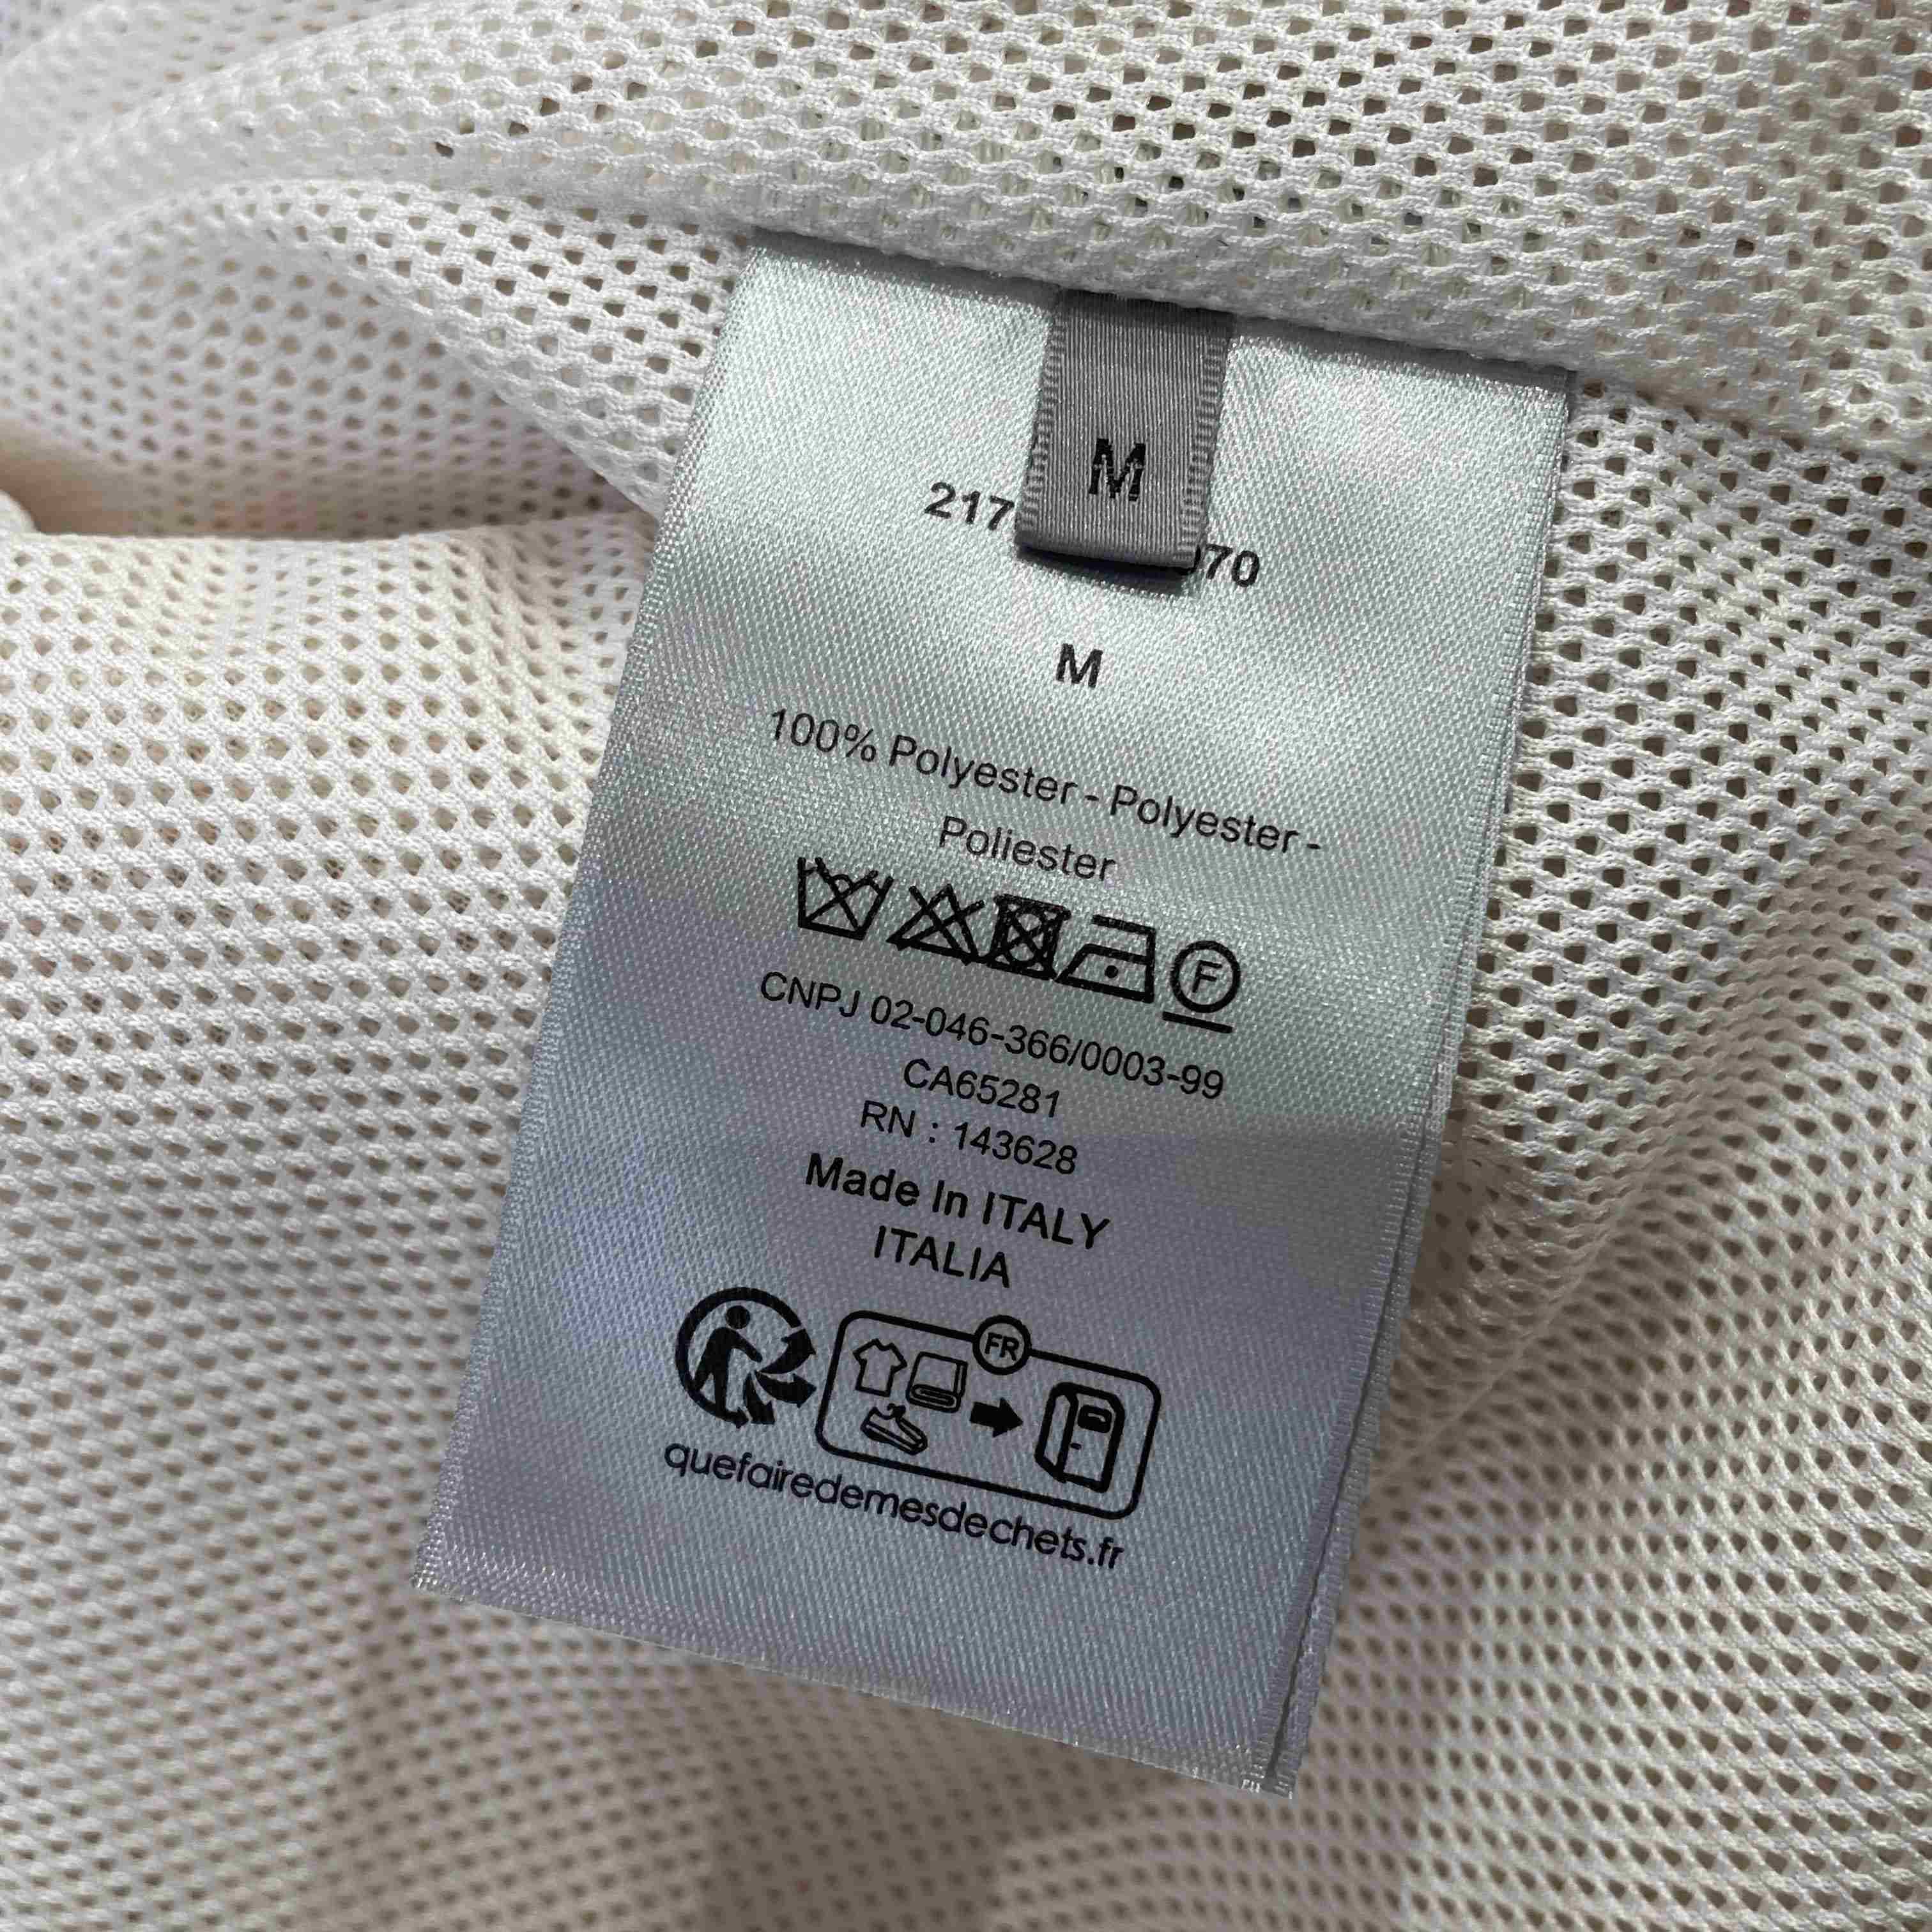 M
217 070
M
100% Polyester - Polyester -
Poliester
F
CNPJ 02-046-366/0003-99
CA65281
RN : 143628
Made In ITALY
ITALIA
FR
quefairedemesdechets.fr